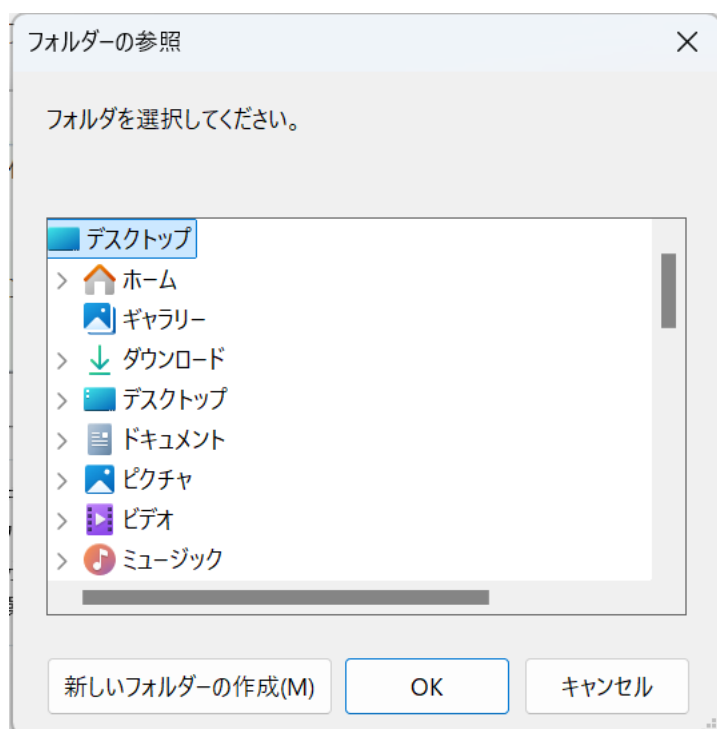 フォルダーの参照
フォルダを選択してください。
デスクトップ
ホーム
ギャラリー
ダウンロード
デスクトップ
ドキュメント
ピクチャ
ビデオ
ミュージック
新しいフォルダーの作成(M) OK キャンセル